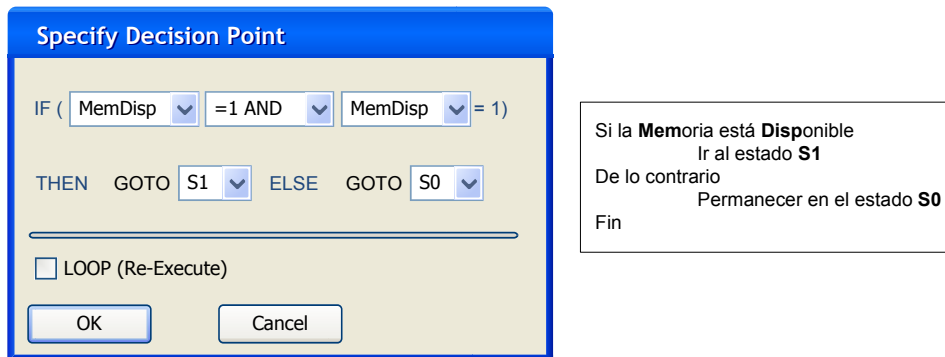 Specify Decision Point
IF ( MemDisp =1 AND MemDisp = 1)
THEN GOTO S1 ELSE GOTO S0
LOOP (Re-Execute)
OK Cancel
Si la Memoria está Disponible
Ir al estado S1
De lo contrario
Permanecer en el estado S0
Fin